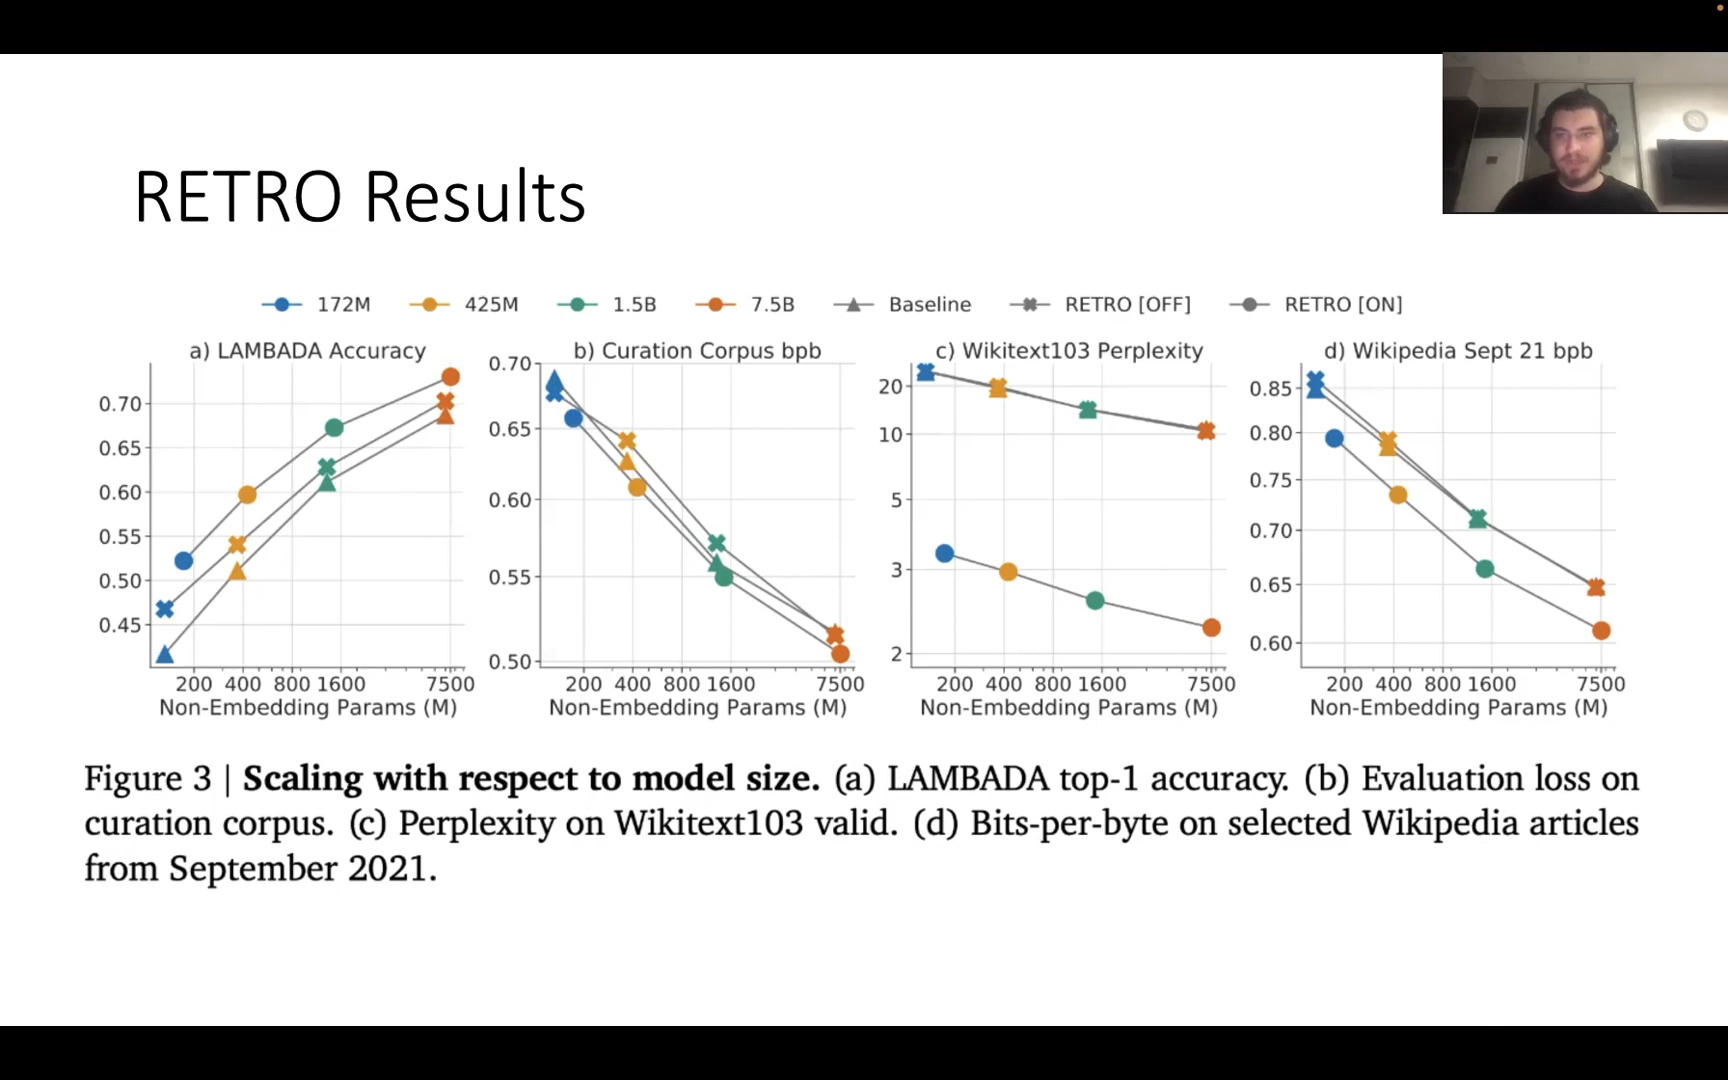 RETRO Results
172M 425M 1.5B 7.5B Baseline RETRO [OFF] RETRO [ON]
a) LAMBADA Accuracy
0.70
0.65
0.60
0.55
0.50
0.45
200 400 800 1600 7500
Non-Embedding Params (M)
b) Curation Corpus bpb
0.70
0.65
0.60
0.55
0.50
200 400 800 1600 7500
Non-Embedding Params (M)
c) Wikitext103 Perplexity
20
10
5
3
2
200 400 800 1600 7500
Non-Embedding Params (M)
d) Wikipedia Sept 21 bpb
0.85
0.80
0.75
0.70
0.65
0.60
200 400 800 1600 7500
Non-Embedding Params (M)
Figure 3 | Scaling with respect to model size. (a) LAMBADA top-1 accuracy. (b) Evaluation loss on
curation corpus. (c) Perplexity on Wikitext103 valid. (d) Bits-per-byte on selected Wikipedia articles
from September 2021.